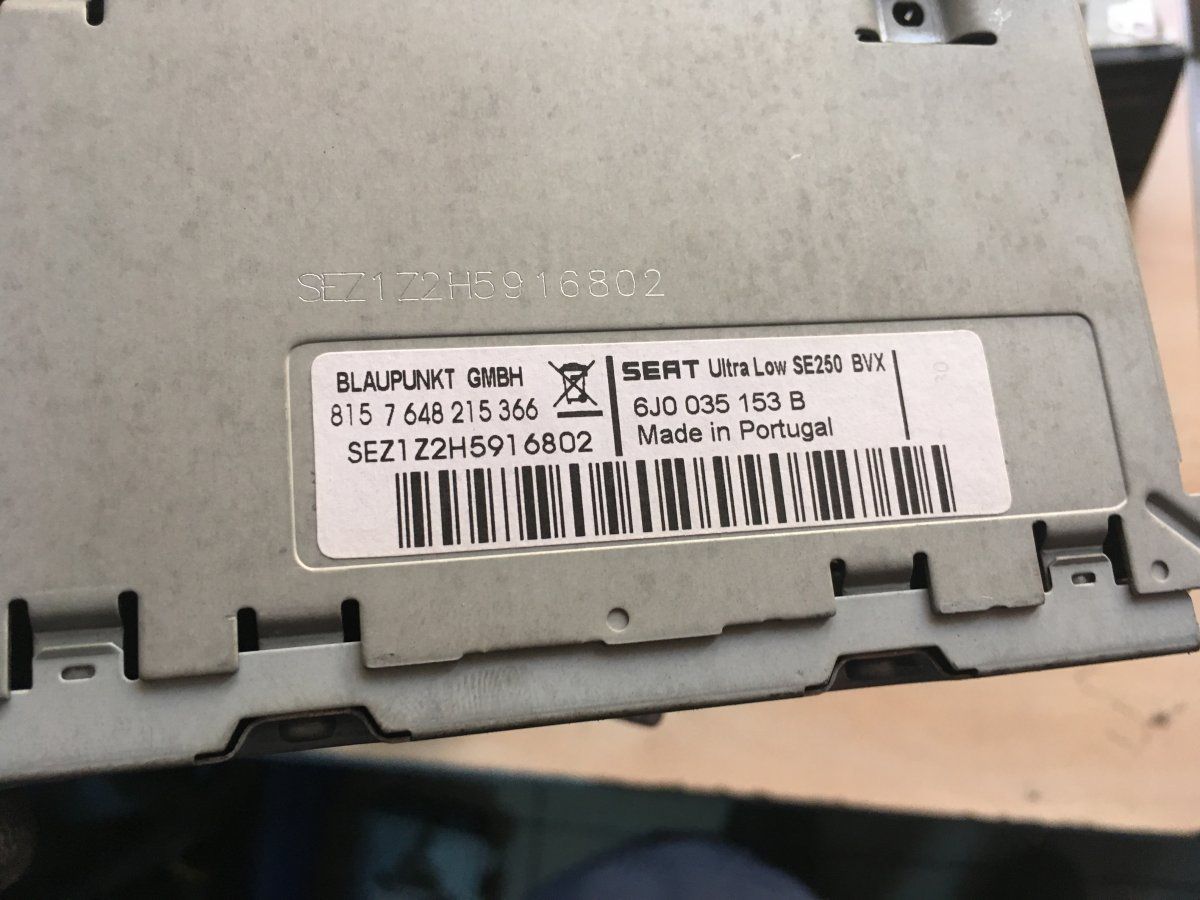 SEZ1Z2H5916802
BLAUPUNKT GMBH
815 7 648 215 366
SEZ1Z2H5916802
SEAT Ultra Low SE250 BVX
6J0 035 153 B
Made in Portugal